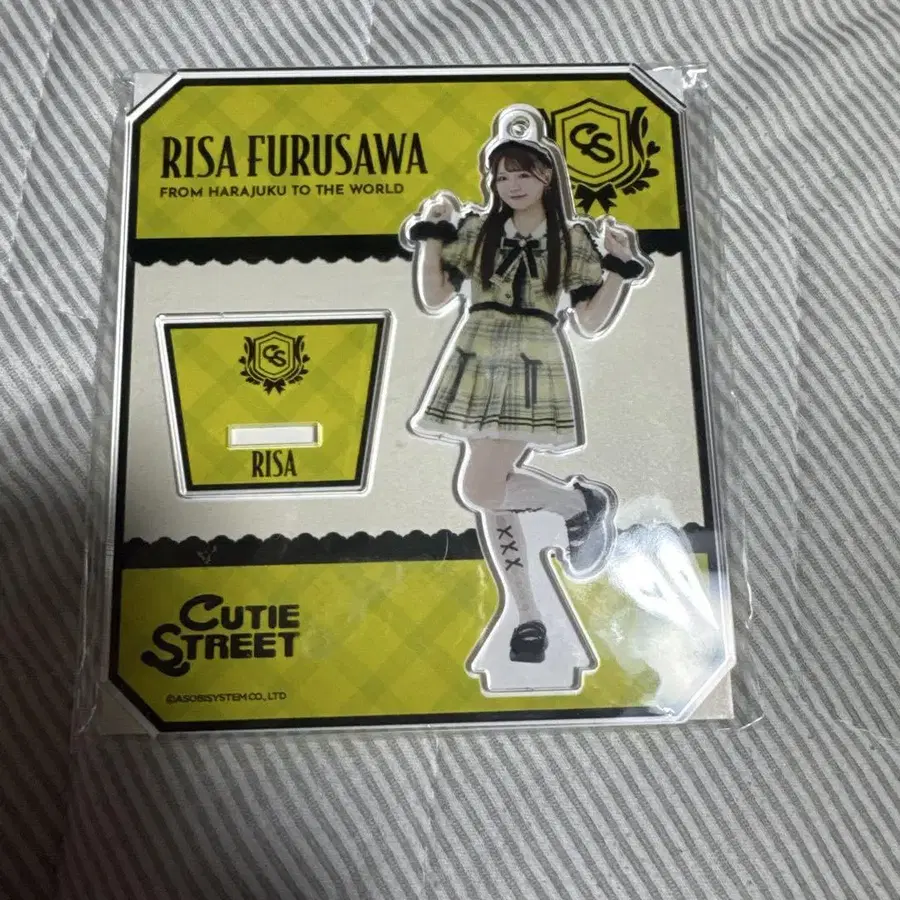 RISA FURUSAWA
FROM HARAJUKU TO THE WORLD
CS
CS
RISA
CUTIE
STREET
©ASOBISYSTEM CO., LTD